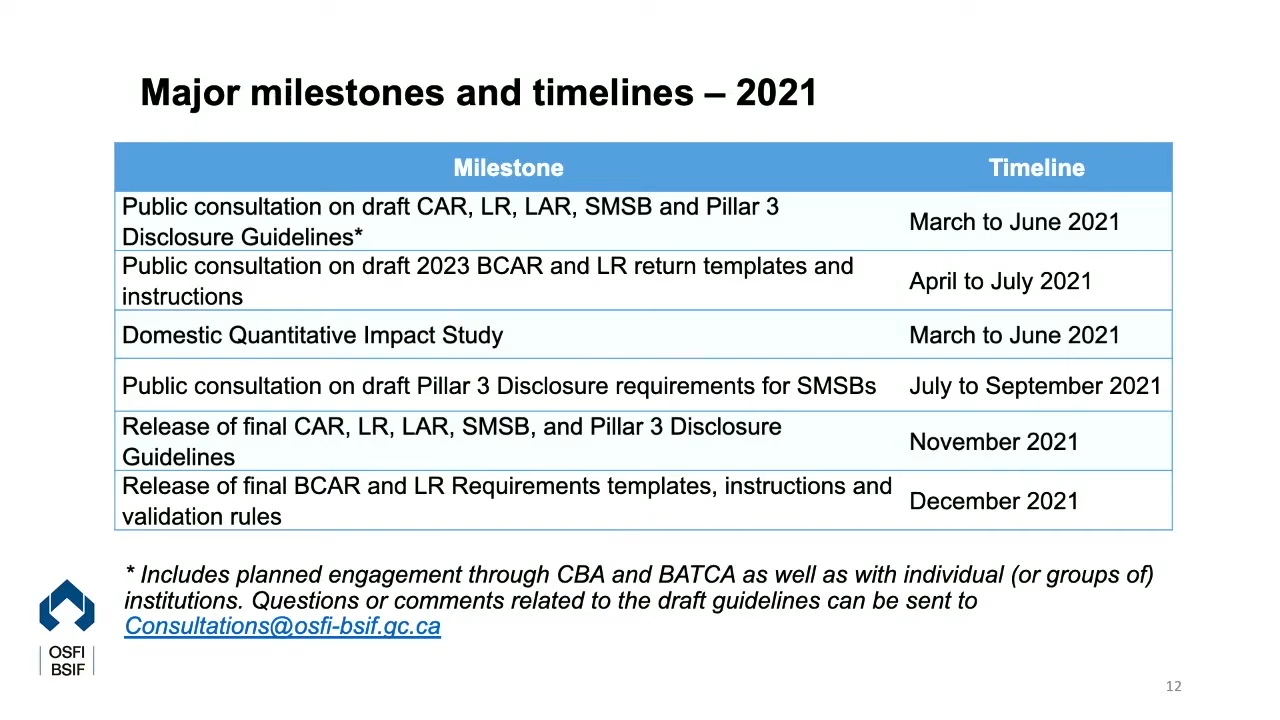 Major milestones and timelines – 2021
Milestone
Timeline
Public consultation on draft CAR, LR, LAR, SMSB and Pillar 3
Disclosure Guidelines*
March to June 2021
Public consultation on draft 2023 BCAR and LR return templates and
instructions
April to July 2021
Domestic Quantitative Impact Study
March to June 2021
Public consultation on draft Pillar 3 Disclosure requirements for SMSBs
July to September 2021
Release of final CAR, LR, LAR, SMSB, and Pillar 3 Disclosure
Guidelines
November 2021
Release of final BCAR and LR Requirements templates, instructions and
validation rules
December 2021
* Includes planned engagement through CBA and BATCA as well as with individual (or groups of)
institutions. Questions or comments related to the draft guidelines can be sent to
Consultations@osfi-bsif.gc.ca
OSFI
BSIF
12